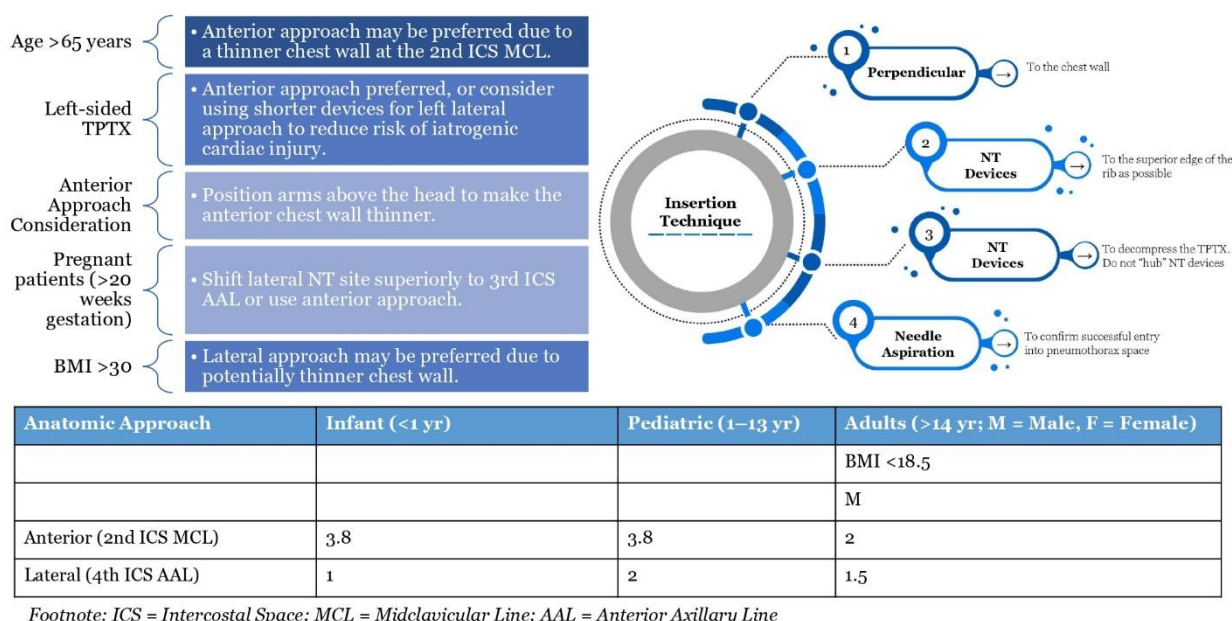 Age >65 years
• Anterior approach may be preferred due to
a thinner chest wall at the 2nd ICS MCL.
Left-sided
TPTX
• Anterior approach preferred, or consider
using shorter devices for left lateral
approach to reduce risk of iatrogenic
cardiac injury.
Anterior
Approach
Consideration
• Position arms above the head to make the
anterior chest wall thinner.
Pregnant
patients (>20
weeks
gestation)
• Shift lateral NT site superiorly to 3rd ICS
AAL or use anterior approach.
BMI >30
• Lateral approach may be preferred due to
potentially thinner chest wall.
Insertion
Technique
1
Perpendicular
→
To the chest wall
2
NT
Devices
→
To the superior edge of the
rib as possible
3
NT
Devices
→
To decompress the TPTX.
Do not "hub" NT devices
4
Needle
Aspiration
→
To confirm successful entry
into pneumothorax space
Anatomic Approach Infant (<1 yr) Pediatric (1–13 yr) Adults (>14 yr; M = Male, F = Female)
BMI <18.5
M
Anterior (2nd ICS MCL) 3.8 3.8 2
Lateral (4th ICS AAL) 1 2 1.5
Footnote: ICS = Intercostal Space; MCL = Midclavicular Line; AAL = Anterior Axillary Line